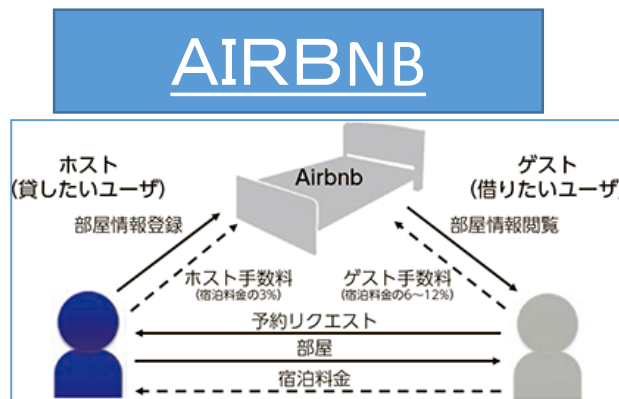 AIRBNB
ホスト
(貸したいユーザ)
Airbnb
ゲスト
(借りたいユーザ)
部屋情報登録
部屋情報閲覧
ホスト手数料
(宿泊料金の3%)
ゲスト手数料
(宿泊料金の6~12%)
予約リクエスト
部屋
宿泊料金